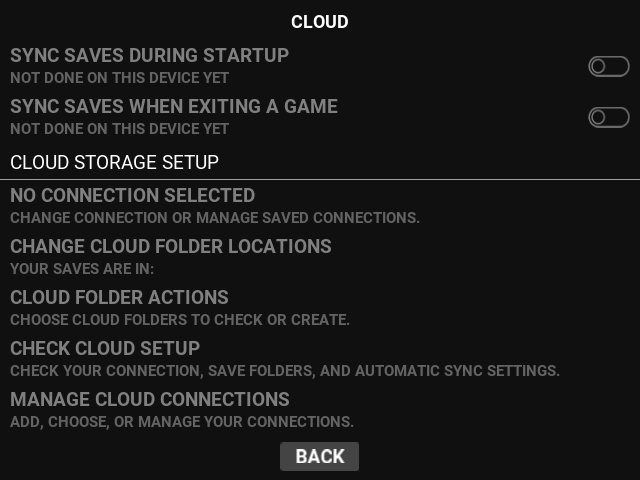 CLOUD
SYNC SAVES DURING STARTUP
NOT DONE ON THIS DEVICE YET
SYNC SAVES WHEN EXITING A GAME
NOT DONE ON THIS DEVICE YET
CLOUD STORAGE SETUP
NO CONNECTION SELECTED
CHANGE CONNECTION OR MANAGE SAVED CONNECTIONS.
CHANGE CLOUD FOLDER LOCATIONS
YOUR SAVES ARE IN:
CLOUD FOLDER ACTIONS
CHOOSE CLOUD FOLDERS TO CHECK OR CREATE.
CHECK CLOUD SETUP
CHECK YOUR CONNECTION, SAVE FOLDERS, AND AUTOMATIC SYNC SETTINGS.
MANAGE CLOUD CONNECTIONS
ADD, CHOOSE, OR MANAGE YOUR CONNECTIONS.
BACK